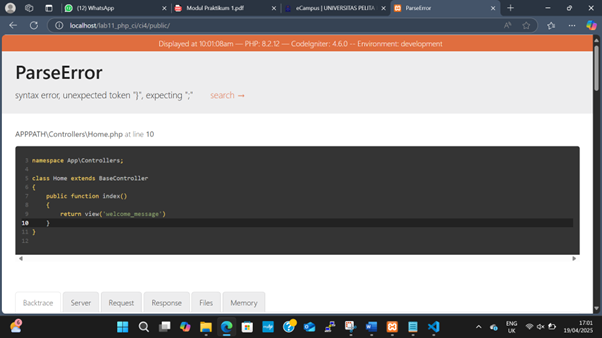 (12) WhatsApp
Modul Praktikum 1.pdf
eCampus | UNIVERSITAS PELITA
ParseError
localhost/lab11_php_ci/ci4/public/
Displayed at 10:01:08am — PHP: 8.2.12 — CodeIgniter: 4.6.0 -- Environment: development
ParseError
syntax error, unexpected token "}", expecting ";" search →
APPPATH\Controllers\Home.php at line 10
3 namespace App\Controllers;
4
5 class Home extends BaseController
6 {
7 public function index()
8 {
9 return view('welcome_message')
10 }
11 }
12
Backtrace Server Request Response Files Memory
ENG 17:01
UK 19/04/2025